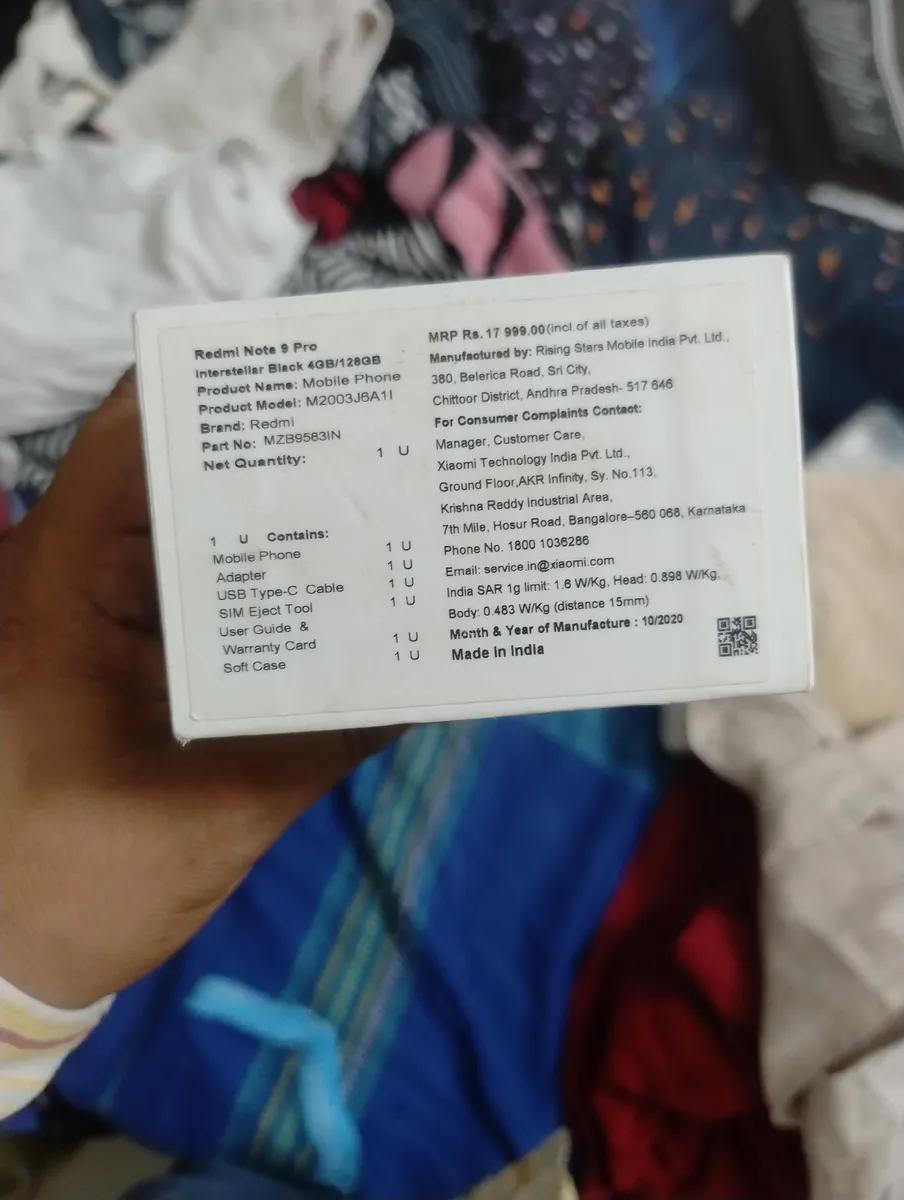 Redmi Note 9 Pro
Interstellar Black 4GB/128GB
Product Name: Mobile Phone
Product Model: M2003J6A1I
Brand: Redmi
Part No: MZB9583IN
Net Quantity: 1 U
1 U Contains:
Mobile Phone 1 U
Adapter 1 U
USB Type-C Cable 1 U
SIM Eject Tool 1 U
User Guide &
Warranty Card 1 U
Soft Case 1 U
MRP Rs. 17 999.00(incl.of all taxes)
Manufactured by: Rising Stars Mobile India Pvt. Ltd.,
380, Belerica Road, Sri City,
Chittoor District, Andhra Pradesh- 517 646
For Consumer Complaints Contact:
Manager, Customer Care,
Xiaomi Technology India Pvt. Ltd.,
Ground Floor,AKR Infinity, Sy. No.113,
Krishna Reddy Industrial Area,
7th Mile, Hosur Road, Bangalore–560 068, Karnataka
Phone No. 1800 1036286
Email: service.in@xiaomi.com
India SAR 1g limit: 1.6 W/Kg, Head: 0.898 W/Kg,
Body: 0.483 W/Kg (distance 15mm)
Month & Year of Manufacture : 10/2020
Made in India